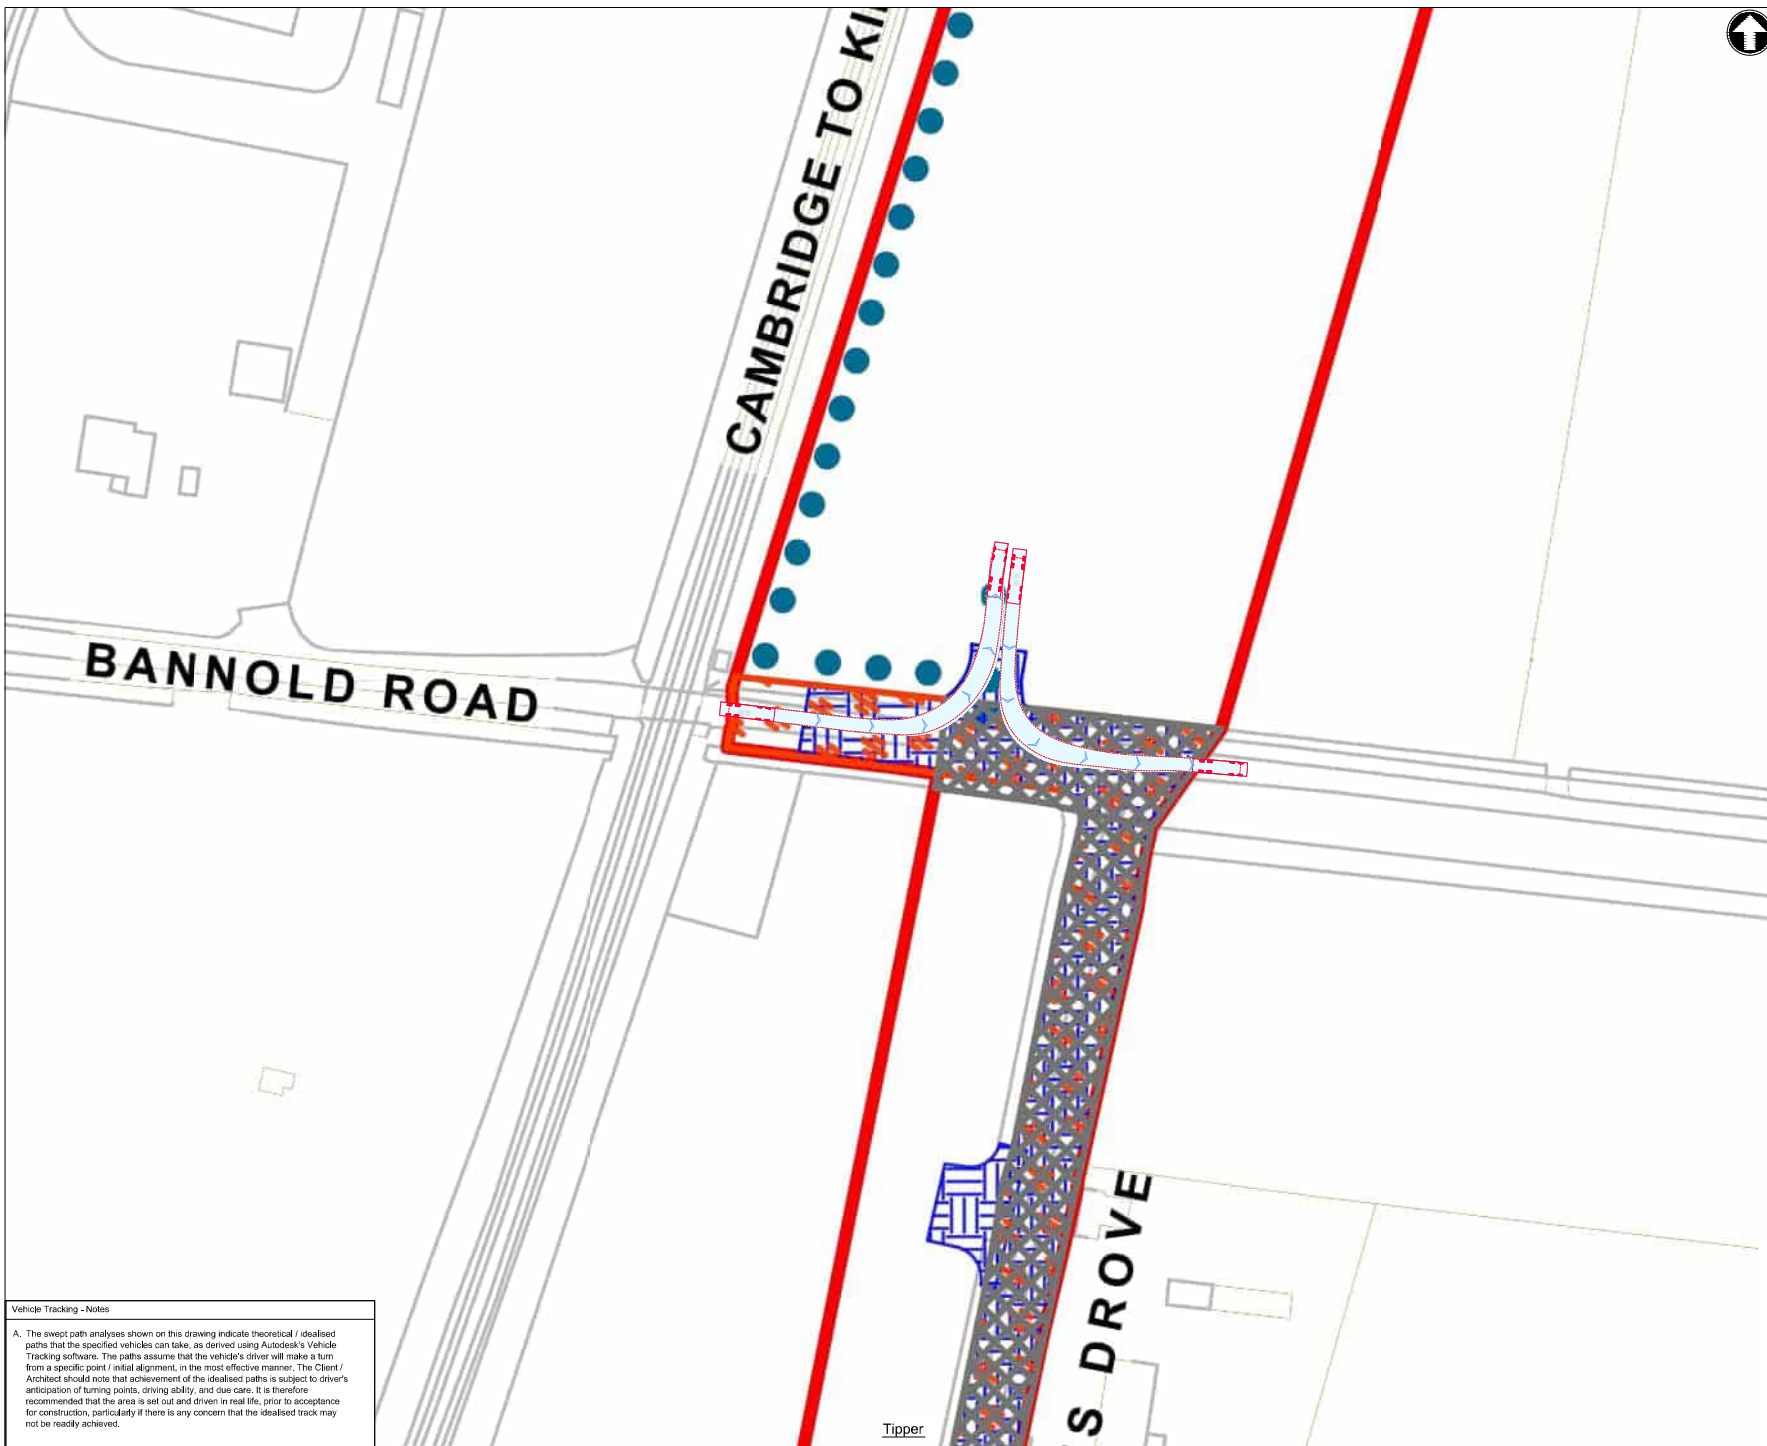 CAMBRIDGE TO KI
BANNOLD ROAD
S DROVE
Vehicle Tracking - Notes
A. The swept path analyses shown on this drawing indicate theoretical / idealised
paths that the specified vehicles can take, as derived using Autodesk's Vehicle
Tracking software. The paths assume that the vehicle's driver will make a turn
from a specific point / initial alignment, in the most effective manner. The Client /
Architect should note that achievement of the idealised paths is subject to driver's
anticipation of turning points, driving ability, and due care. It is therefore
recommended that the area is set out and driven in real life, prior to acceptance
for construction, particularly if there is any concern that the idealised track may
not be readily achieved.
Tipper